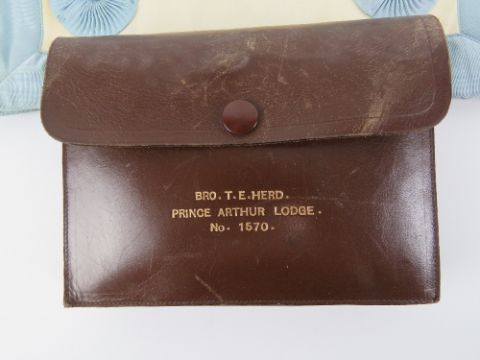 BRO. T. E. HERD.
PRINCE ARTHUR LODGE.
No. 1570.